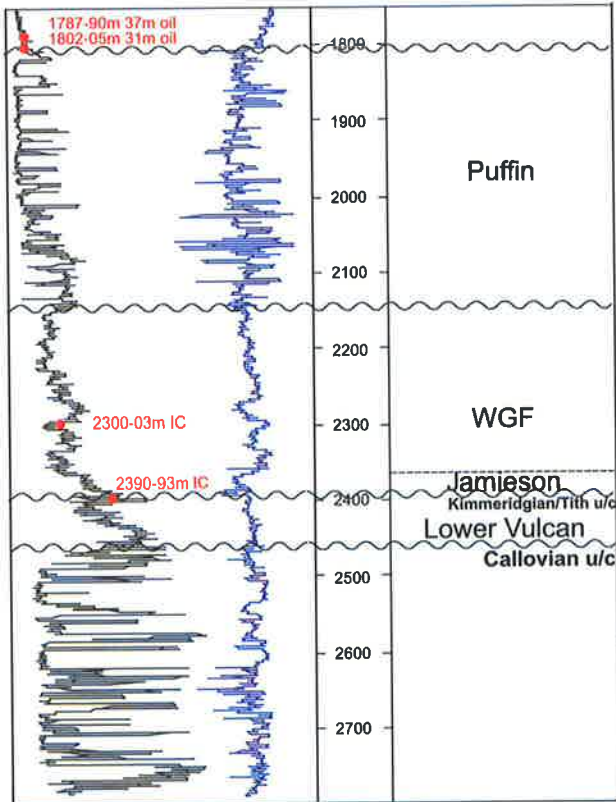 1787-90m 37m oil
1802-05m 31m oil
1800
1900
Puffin
2000
2100
2200
2300-03m IC
2300
WGF
2390-93m IC
Jamieson
2400
Kimmeridgian/Tith u/c
Lower Vulcan
Callovian u/c
2500
2600
2700